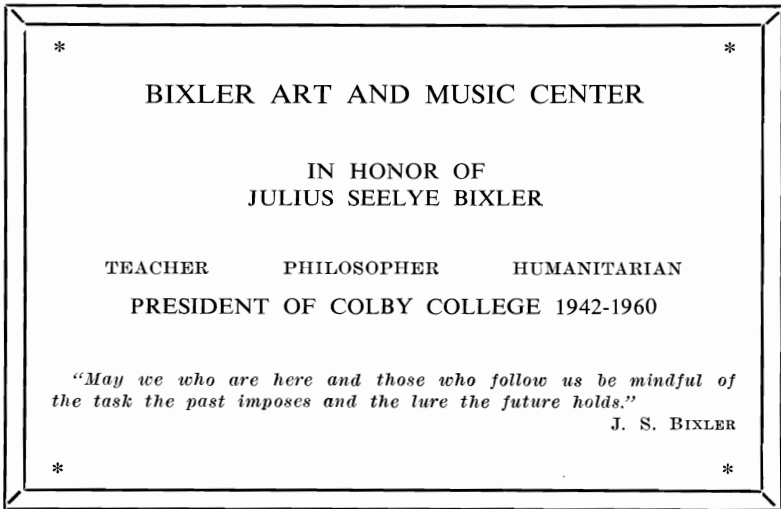 * *
BIXLER ART AND MUSIC CENTER
IN HONOR OF
JULIUS SEELYE BIXLER
TEACHER PHILOSOPHER HUMANITARIAN
PRESIDENT OF COLBY COLLEGE 1942-1960
"May we who are here and those who follow us be mindful of
the task the past imposes and the lure the future holds."
J. S. BIXLER
* *